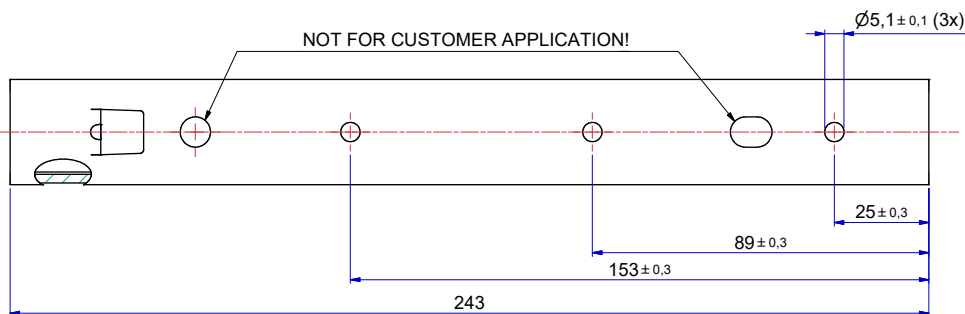 Ø5,1±0,1 (3x)
NOT FOR CUSTOMER APPLICATION!
25±0,3
89±0,3
153±0,3
243